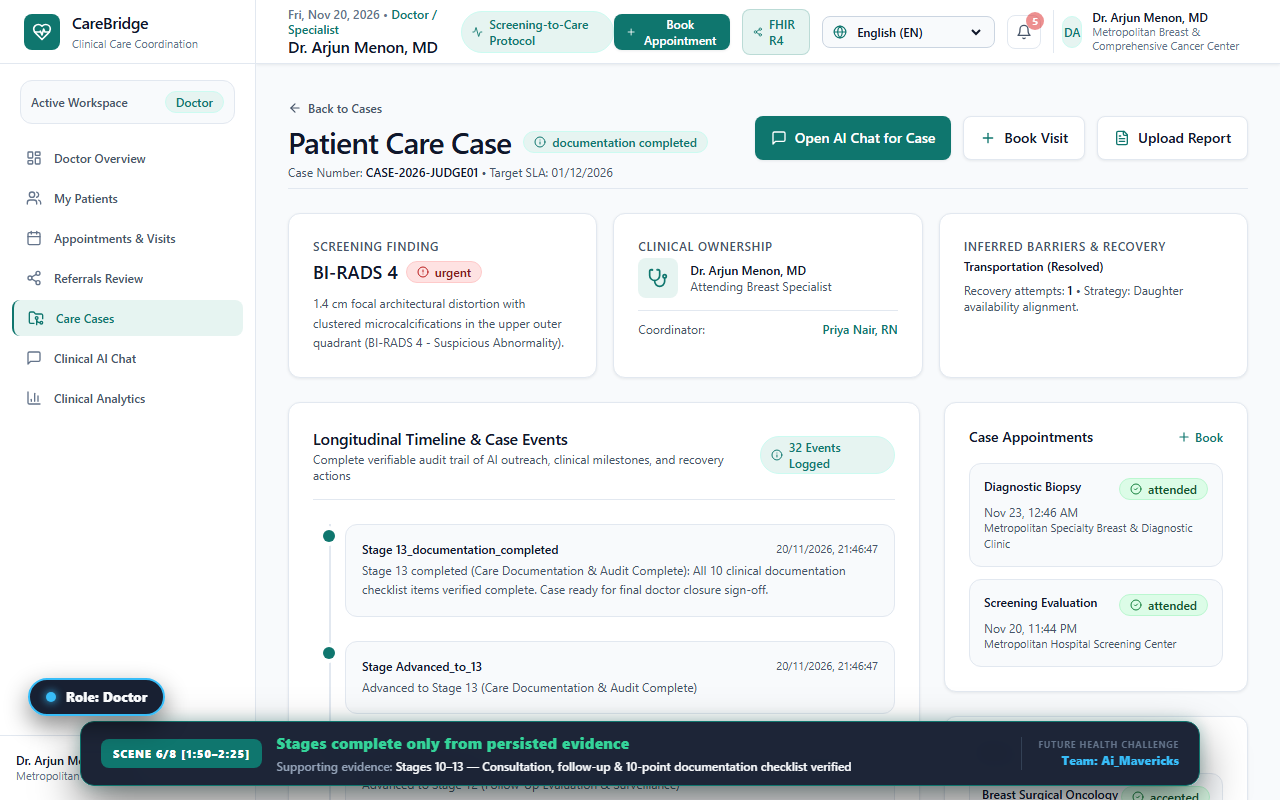 CareBridge
Clinical Care Coordination
Fri, Nov 20, 2026 • Doctor /
Specialist
Dr. Arjun Menon, MD
Screening-to-Care
Protocol
Book
Appointment
FHIR
R4
English (EN)
5
DA
Dr. Arjun Menon, MD
Metropolitan Breast &
Comprehensive Cancer Center
Active Workspace
Doctor
Doctor Overview
My Patients
Appointments & Visits
Referrals Review
Care Cases
Clinical AI Chat
Clinical Analytics
Back to Cases
Patient Care Case
documentation completed
Case Number: CASE-2026-JUDGE01 • Target SLA: 01/12/2026
Open AI Chat for Case
Book Visit
Upload Report
SCREENING FINDING
BI-RADS 4
urgent
1.4 cm focal architectural distortion with
clustered microcalcifications in the upper outer
quadrant (BI-RADS 4 - Suspicious Abnormality).
CLINICAL OWNERSHIP
Dr. Arjun Menon, MD
Attending Breast Specialist
Coordinator:
Priya Nair, RN
INFERRED BARRIERS & RECOVERY
Transportation (Resolved)
Recovery attempts: 1 • Strategy: Daughter
availability alignment.
Longitudinal Timeline & Case Events
Complete verifiable audit trail of AI outreach, clinical milestones, and recovery
actions
32 Events
Logged
Stage 13_documentation_completed
20/11/2026, 21:46:47
Stage 13 completed (Care Documentation & Audit Complete): All 10 clinical documentation
checklist items verified complete. Case ready for final doctor closure sign-off.
Stage Advanced_to_13
20/11/2026, 21:46:47
Advanced to Stage 13 (Care Documentation & Audit Complete)
Advanced to Stage 12 (Follow-Up Evaluation & Surveillance)
Case Appointments
Book
Diagnostic Biopsy
attended
Nov 23, 12:46 AM
Metropolitan Specialty Breast & Diagnostic
Clinic
Screening Evaluation
attended
Nov 20, 11:44 PM
Metropolitan Hospital Screening Center
Breast Surgical Oncology
accepted
Role: Doctor
Dr. Arjun M
Metropolitan
SCENE 6/8 [1:50–2:25]
Stages complete only from persisted evidence
Supporting evidence: Stages 10–13 — Consultation, follow-up & 10-point documentation checklist verified
FUTURE HEALTH CHALLENGE
Team: Ai_Mavericks